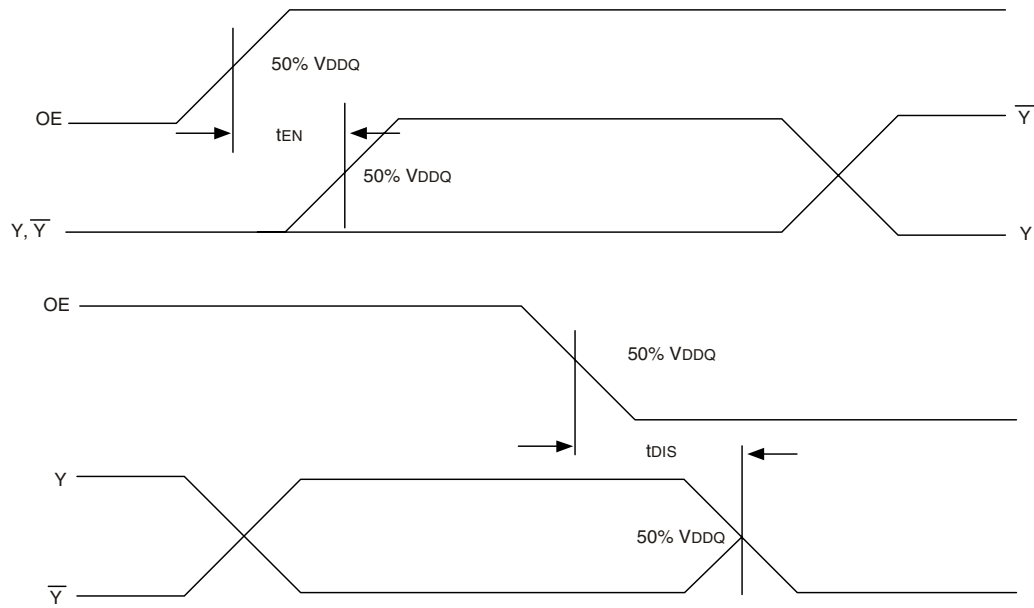 50% VDDQ
OE
tEN
Y̅
50% VDDQ
Y, Y̅
Y
OE
50% VDDQ
tDIS
Y
50% VDDQ
Y̅